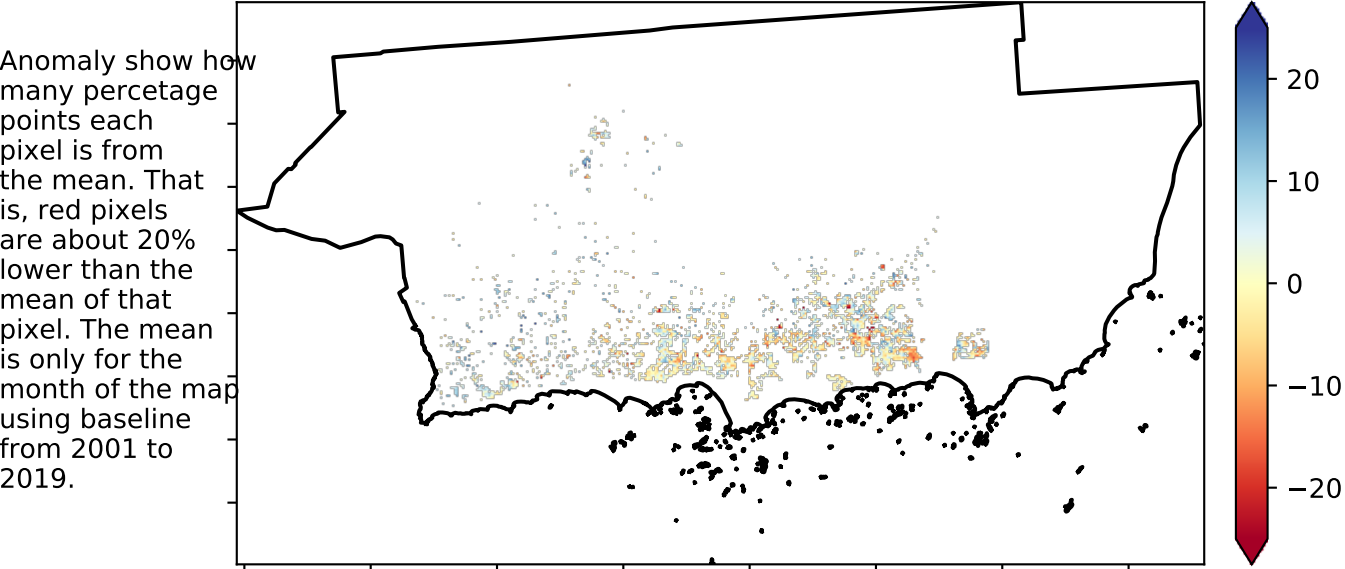 Anomaly show how
many percetage
points each
pixel is from
the mean. That
is, red pixels
are about 20%
lower than the
mean of that
pixel. The mean
is only for the
month of the map
using baseline
from 2001 to
2019.
20
10
0
−10
−20